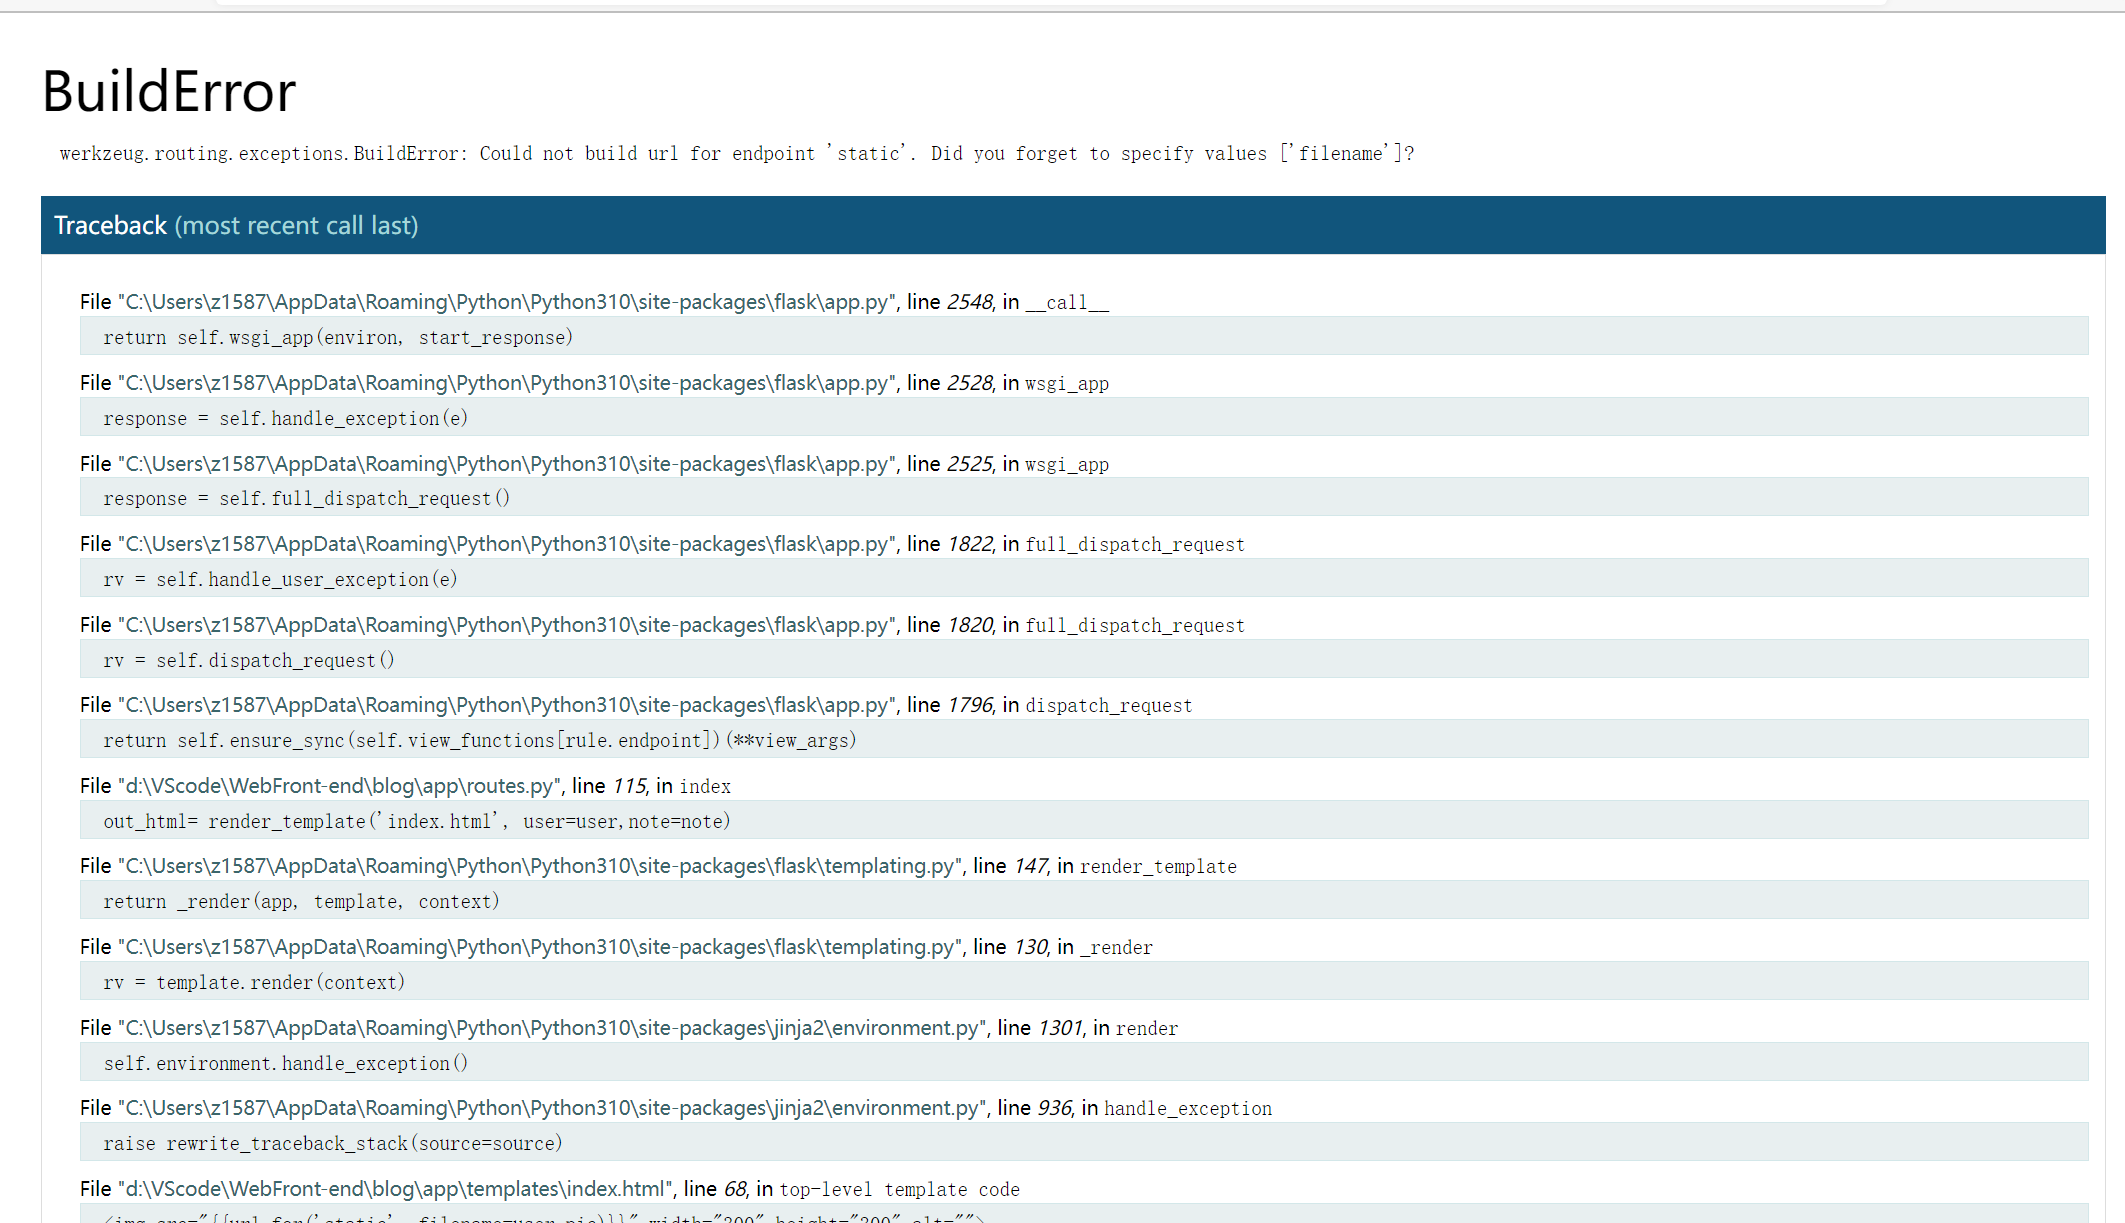 BuildError
werkzeug.routing.exceptions.BuildError: Could not build url for endpoint 'static'. Did you forget to specify values ['filename']?
Traceback (most recent call last)
File "C:\Users\z1587\AppData\Roaming\Python\Python310\site-packages\flask\app.py", line 2548, in __call__
return self.wsgi_app(environ, start_response)
File "C:\Users\z1587\AppData\Roaming\Python\Python310\site-packages\flask\app.py", line 2528, in wsgi_app
response = self.handle_exception(e)
File "C:\Users\z1587\AppData\Roaming\Python\Python310\site-packages\flask\app.py", line 2525, in wsgi_app
response = self.full_dispatch_request()
File "C:\Users\z1587\AppData\Roaming\Python\Python310\site-packages\flask\app.py", line 1822, in full_dispatch_request
rv = self.handle_user_exception(e)
File "C:\Users\z1587\AppData\Roaming\Python\Python310\site-packages\flask\app.py", line 1820, in full_dispatch_request
rv = self.dispatch_request()
File "C:\Users\z1587\AppData\Roaming\Python\Python310\site-packages\flask\app.py", line 1796, in dispatch_request
return self.ensure_sync(self.view_functions[rule.endpoint])(**view_args)
File "d:\VScode\WebFront-end\blog\app\routes.py", line 115, in index
out_html= render_template('index.html', user=user,note=note)
File "C:\Users\z1587\AppData\Roaming\Python\Python310\site-packages\flask\templating.py", line 147, in render_template
return _render(app, template, context)
File "C:\Users\z1587\AppData\Roaming\Python\Python310\site-packages\flask\templating.py", line 130, in _render
rv = template.render(context)
File "C:\Users\z1587\AppData\Roaming\Python\Python310\site-packages\jinja2\environment.py", line 1301, in render
self.environment.handle_exception()
File "C:\Users\z1587\AppData\Roaming\Python\Python310\site-packages\jinja2\environment.py", line 936, in handle_exception
raise rewrite_traceback_stack(source=source)
File "d:\VScode\WebFront-end\blog\app\templates\index.html", line 68, in top-level template code
<img src="{{url_for('static', filename=user.pic)}}" width="200" height="200" alt="">